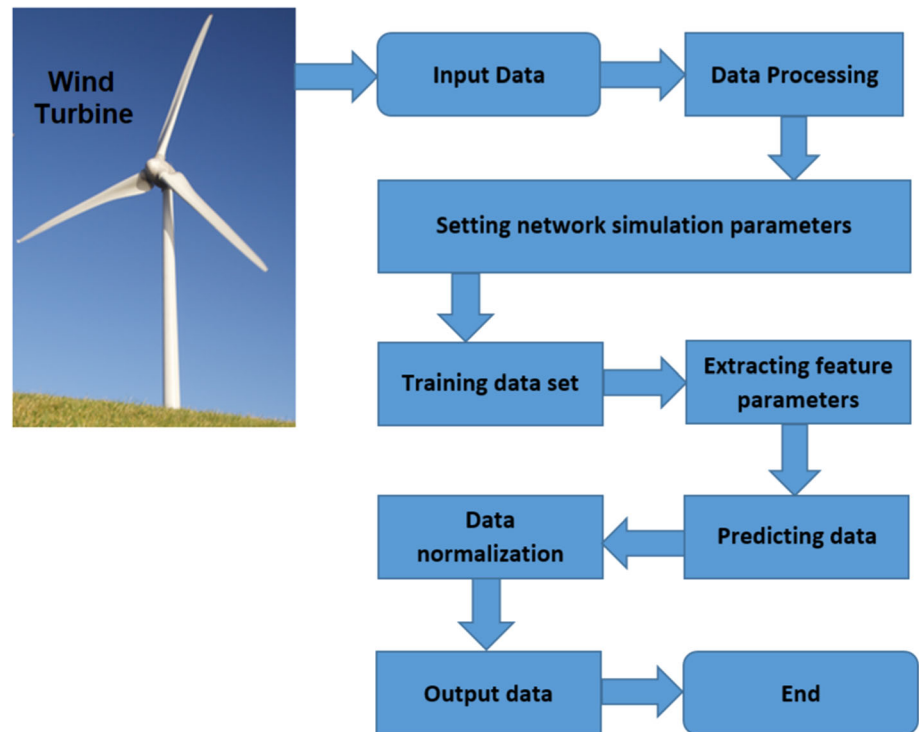 Wind
Turbine
Input Data
Data Processing
Setting network simulation parameters
Training data set
Extracting feature
parameters
Predicting data
Data
normalization
Output data
End